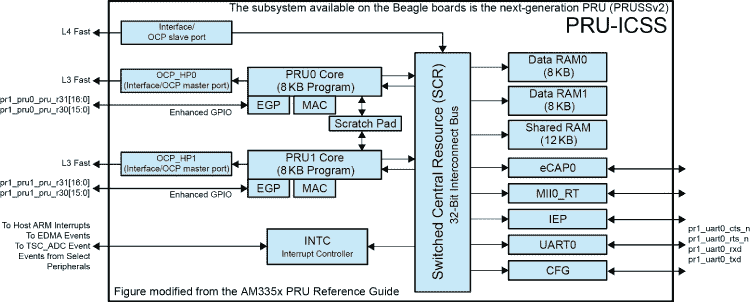 The subsystem available on the Beagle boards is the next-generation PRU (PRUSSv2)
PRU-ICSS
L4 Fast
Interface/
OCP slave port
L3 Fast
OCP_HP0
(Interface/OCP master port)
pr1_pru0_pru_r31[16:0]
pr1_pru0_pru_r30[15:0]
Enhanced GPIO
PRU0 Core
(8 KB Program)
EGP
MAC
Scratch Pad
L3 Fast
OCP_HP1
(Interface/OCP master port)
pr1_pru1_pru_r31[16:0]
pr1_pru1_pru_r30[15:0]
Enhanced GPIO
PRU1 Core
(8 KB Program)
EGP
MAC
To Host ARM Interrupts
To EDMA Events
To TSC_ADC Event
Events from Select
Peripherals
INTC
Interrupt Controller
Switched Central Resource (SCR)
32-Bit Interconnect Bus
Data RAM0
(8 KB)
Data RAM1
(8 KB)
Shared RAM
(12 KB)
eCAP0
MII0_RT
IEP
UART0
CFG
pr1_uart0_cts_n
pr1_uart0_rts_n
pr1_uart0_rxd
pr1_uart0_txd
Figure modified from the AM335x PRU Reference Guide